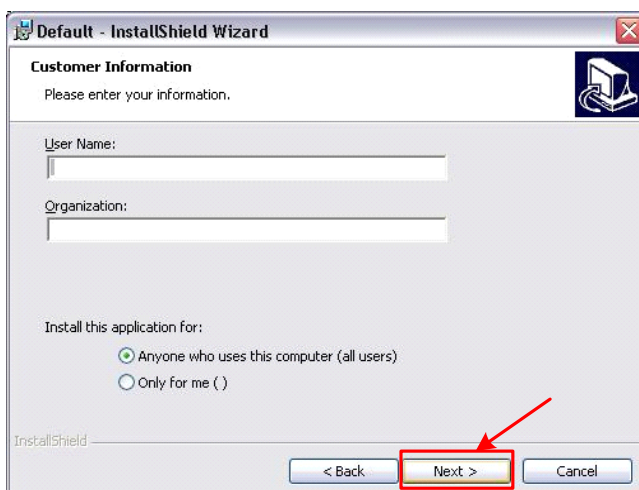 Default - InstallShield Wizard
Customer Information
Please enter your information.
User Name:
Organization:
Install this application for:
Anyone who uses this computer (all users)
Only for me ( )
InstallShield
< Back Next > Cancel